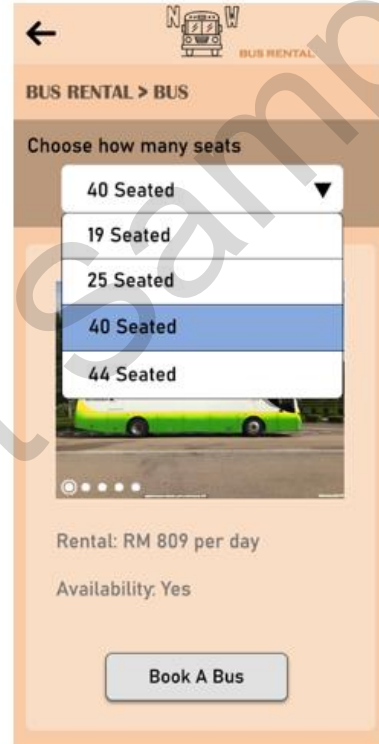 N W
BUS RENTAL
BUS RENTAL > BUS
Choose how many seats
40 Seated
19 Seated
25 Seated
40 Seated
44 Seated
Rental: RM 809 per day
Availability: Yes
Book A Bus